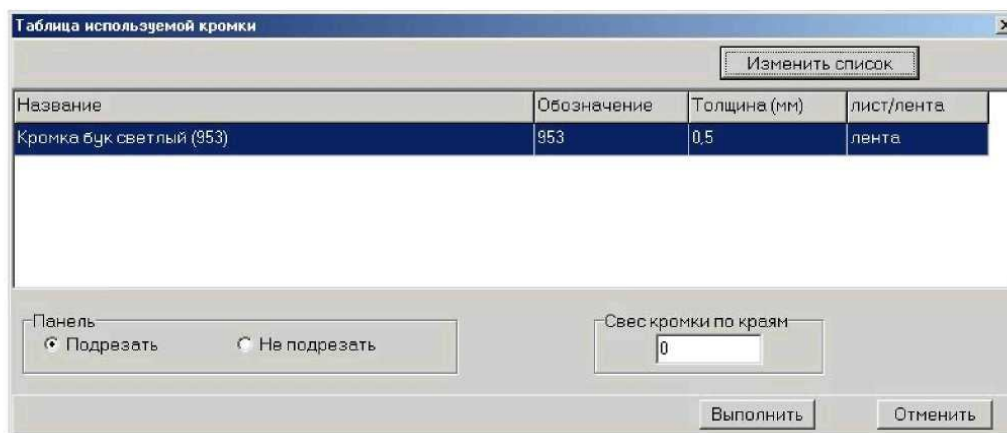 Таблица используемой кромки
Изменить список
Название Обозначение Толщина (мм) лист/лента
Кромка бук светлый (953) 953 0,5 лента
Панель Свес кромки по краям
Подрезать Не подрезать 0
Выполнить Отменить